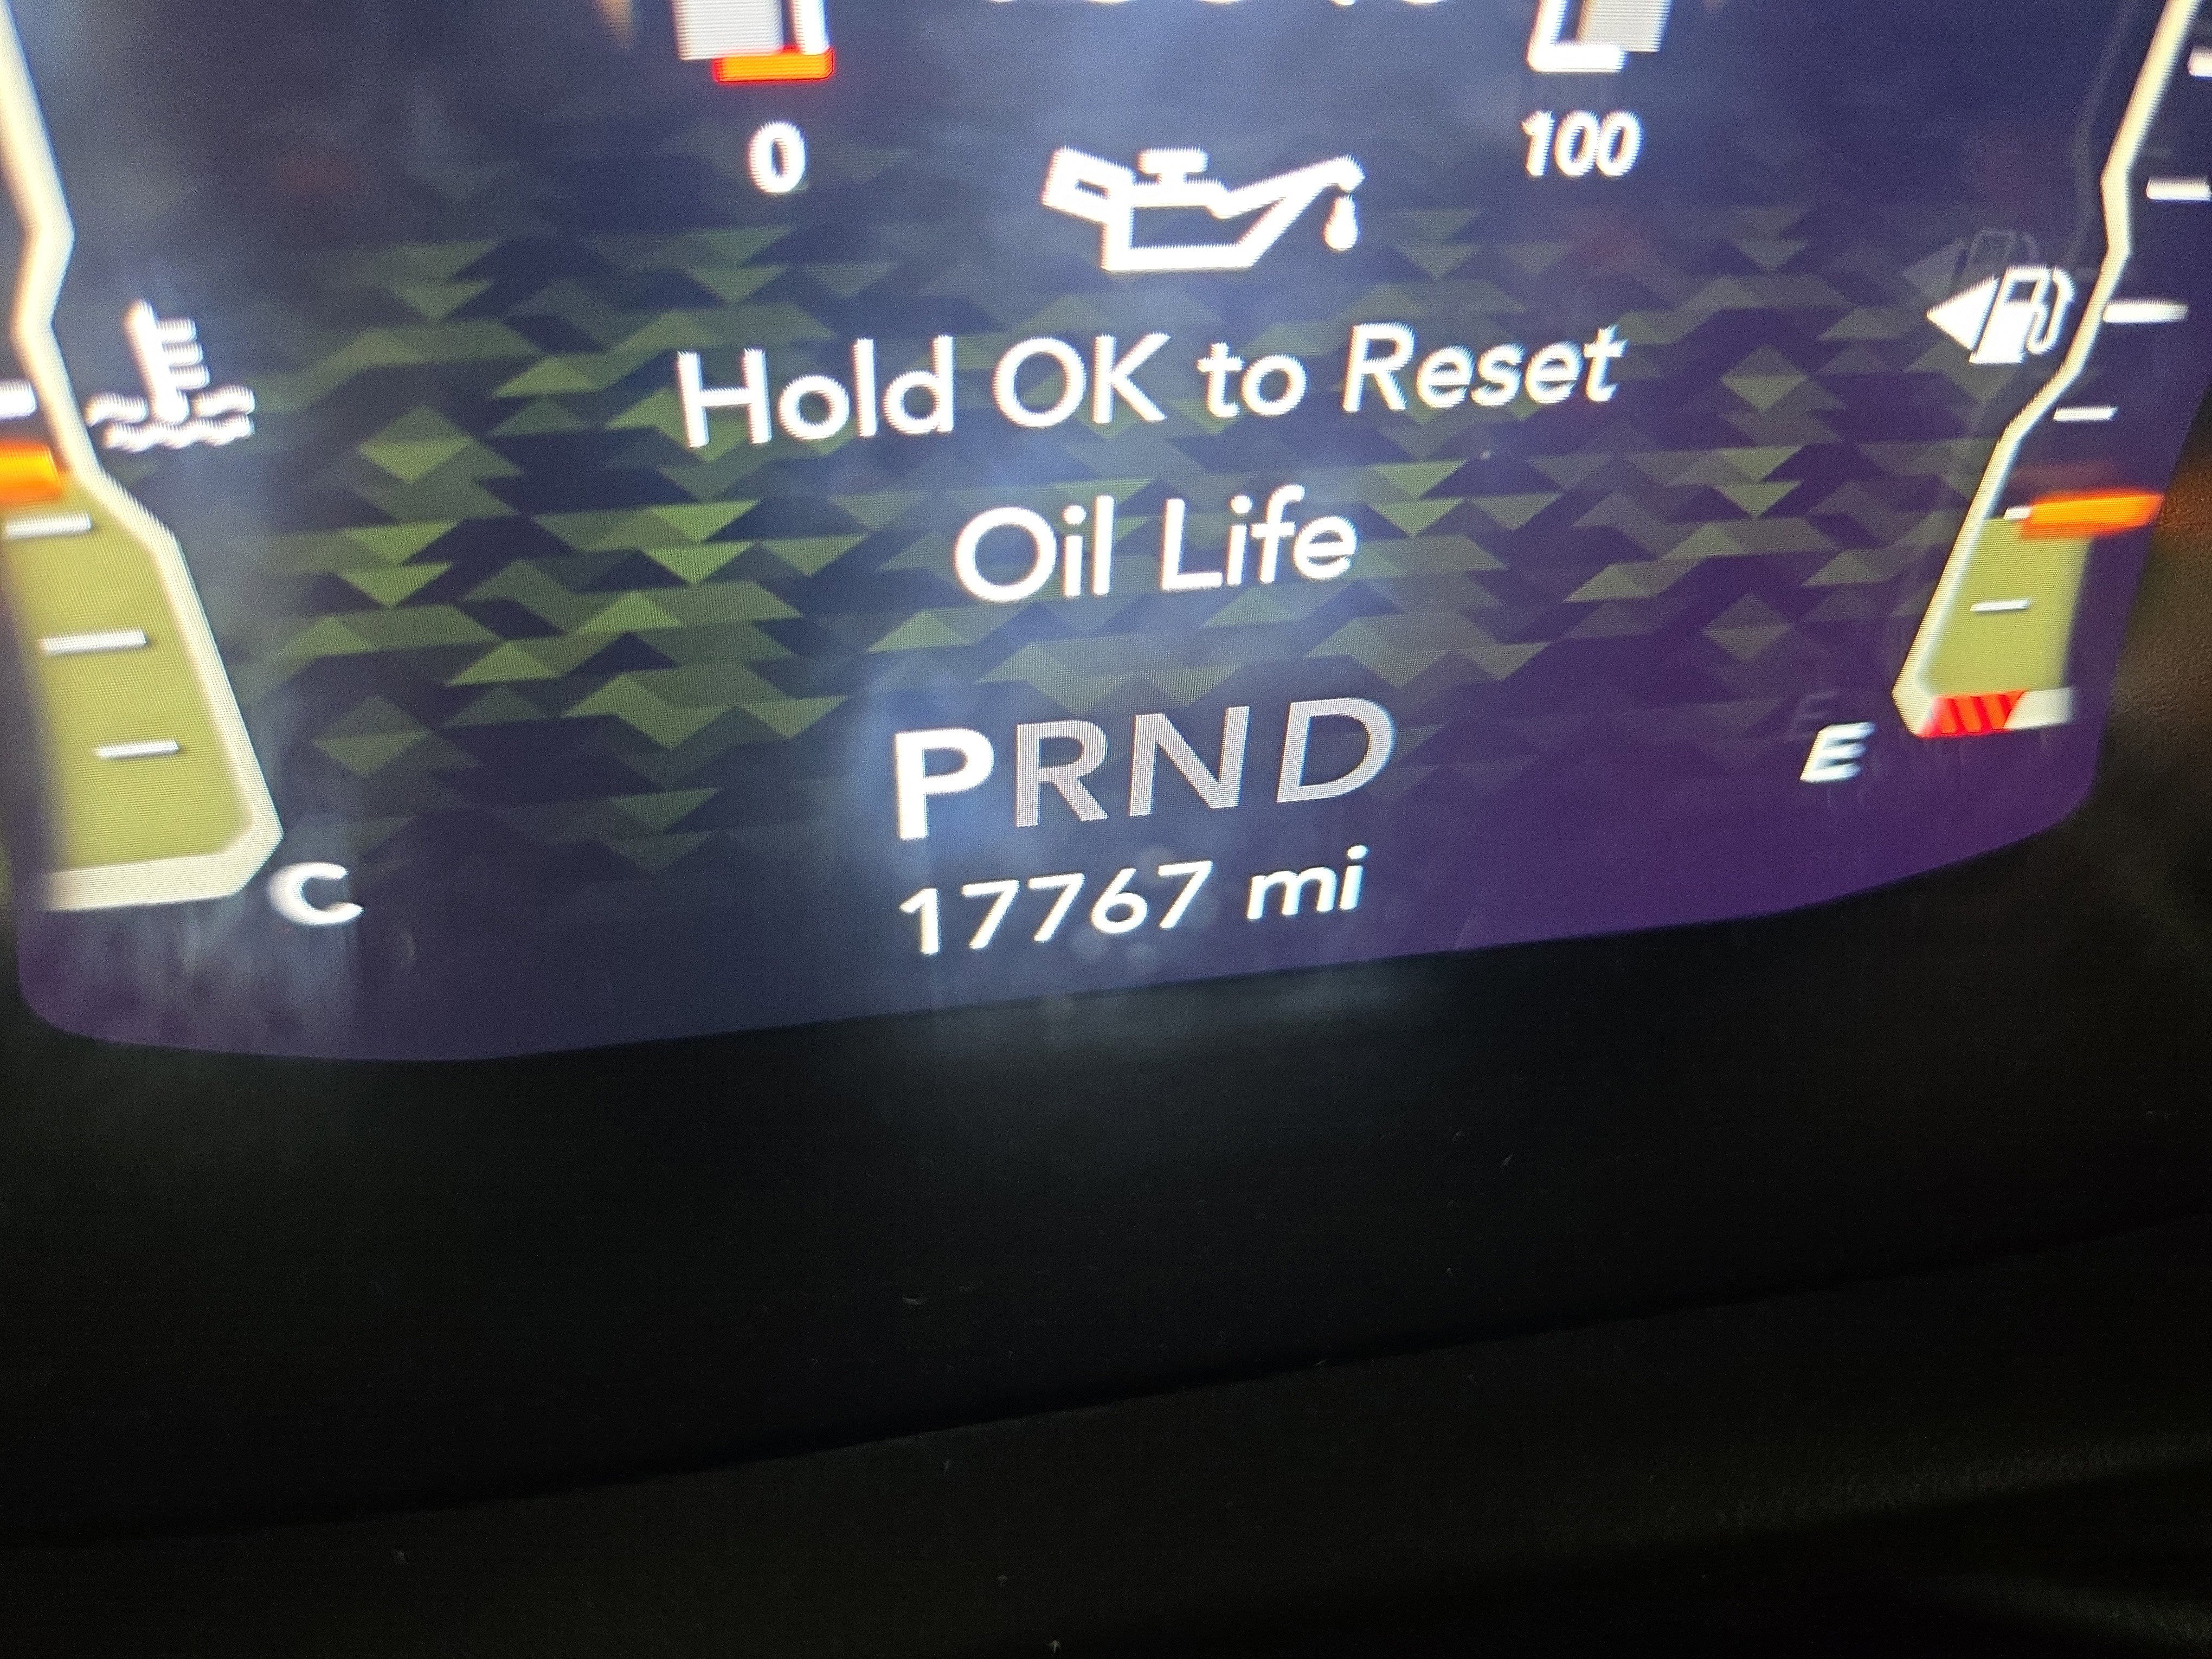 0
100
Hold OK to Reset
Oil Life
PRND
E
17767 mi
C